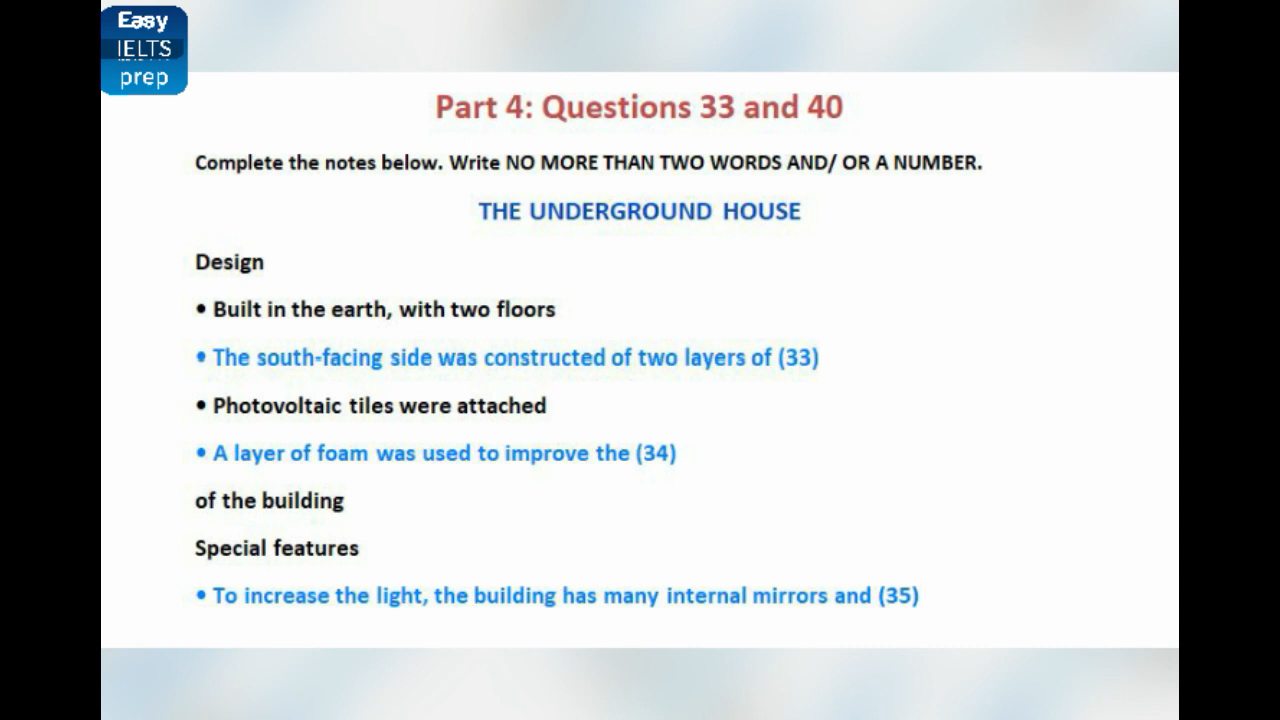 Easy
IELTS
prep
Part 4: Questions 33 and 40
Complete the notes below. Write NO MORE THAN TWO WORDS AND/ OR A NUMBER.
THE UNDERGROUND HOUSE
Design
• Built in the earth, with two floors
• The south-facing side was constructed of two layers of (33)
• Photovoltaic tiles were attached
• A layer of foam was used to improve the (34)
of the building
Special features
• To increase the light, the building has many internal mirrors and (35)